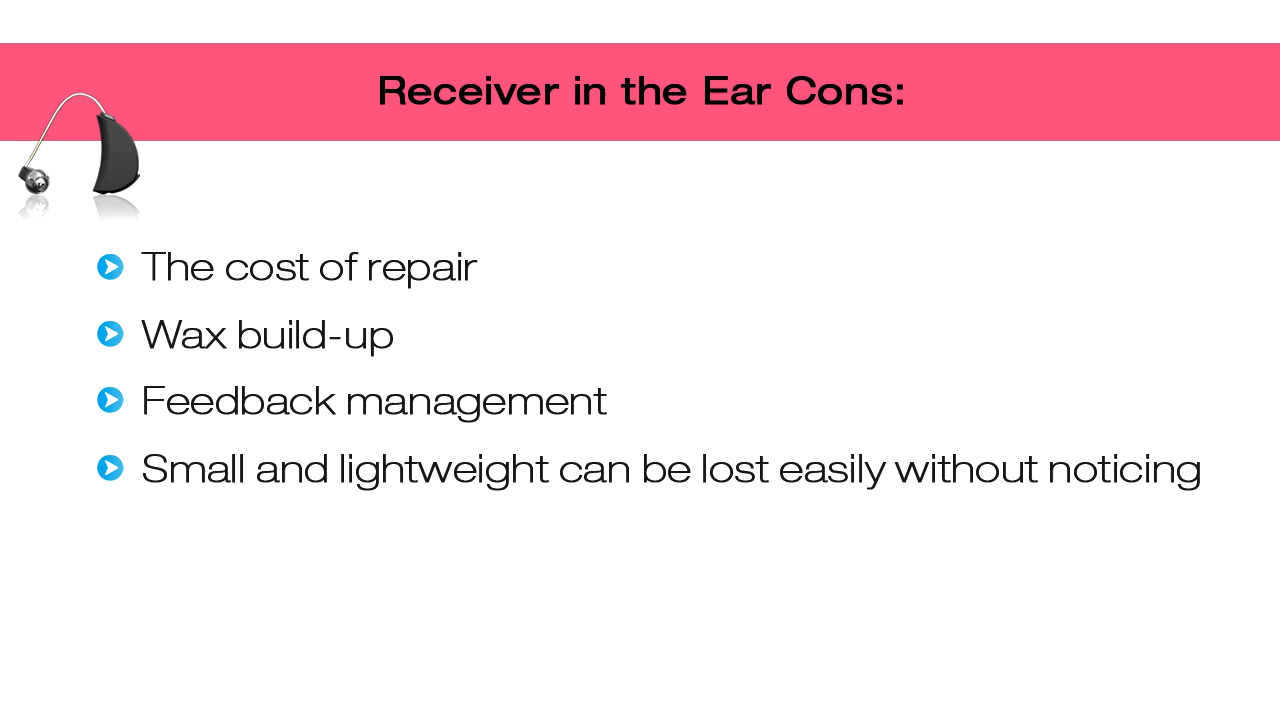 Receiver in the Ear Cons:
The cost of repair
Wax build-up
Feedback management
Small and lightweight can be lost easily without noticing